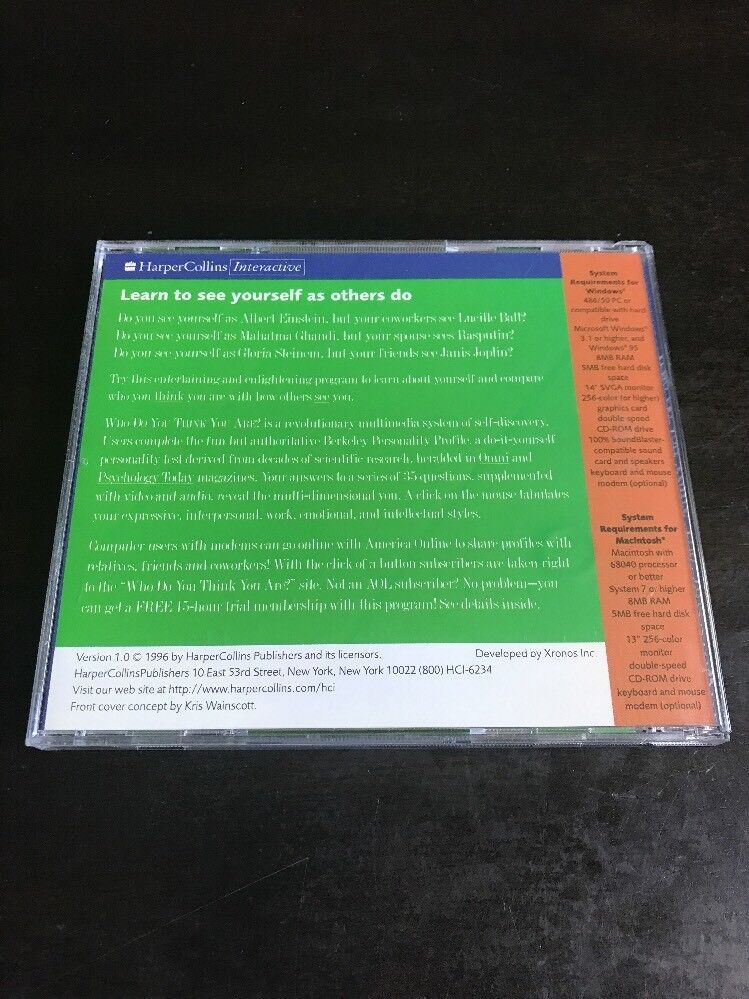 HarperCollins Interactive
Learn to see yourself as others do
Do you see yourself as Albert Einstein, but your coworkers see Lucille Ball?
Do you see yourself as Mahatma Ghandi, but your spouse sees Rasputin?
Do you see yourself as Gloria Steinem, but your friends see Janis Joplin?
Try this entertaining and enlightening program to learn about yourself and compare
who you think you are with how others see you.
WHO DO YOU THINK YOU ARE? is a revolutionary multimedia system of self-discovery.
Users complete the fun but authoritative Berkeley Personality Profile, a do-it-yourself
personality test derived from decades of scientific research, heralded in Omni and
Psychology Today magazines. Your answers to a series of 35 questions, supplemented
with video and audio, reveal the multi-dimensional you. A click on the mouse tabulates
your expressive, interpersonal, work, emotional, and intellectual styles.
Computer users with modems can go online with America Online to share profiles with
relatives, friends and coworkers! With the click of a button subscribers are taken right
to the "Who Do You Think You Are?" site. Not an AOL subscriber? No problem—you
can get a FREE 15-hour trial membership with this program! See details inside.
Version 1.0 © 1996 by HarperCollins Publishers and its licensors. Developed by Xronos Inc.
HarperCollinsPublishers 10 East 53rd Street, New York, New York 10022 (800) HCI-6234
Visit our web site at http://www.harpercollins.com/hci
Front cover concept by Kris Wainscott.
System
Requirements for
Windows®
486/50 PC or
compatible with hard
drive
Microsoft Windows®
3.1 or higher, and
Windows® 95
8MB RAM
5MB free hard disk
space
14" SVGA monitor
256-color (or higher)
graphics card
double-speed
CD-ROM drive
100% SoundBlaster-
compatible sound
card and speakers
keyboard and mouse
modem (optional)
System
Requirements for
Macintosh®
Macintosh with
68040 processor
or better
System 7 or higher
8MB RAM
5MB free hard disk
space
13" 256-color
monitor
double-speed
CD-ROM drive
keyboard and mouse
modem (optional)